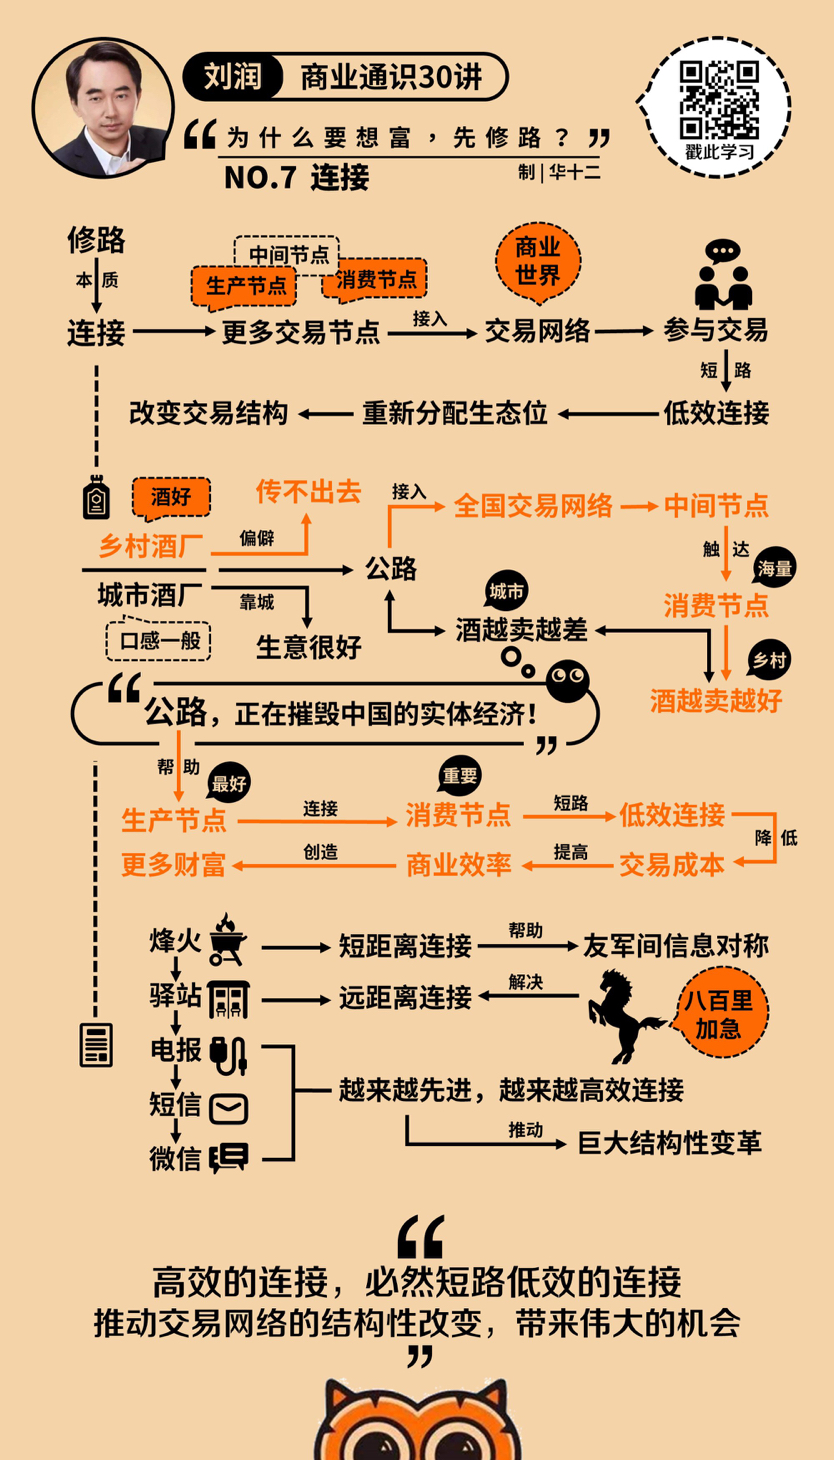 刘润 商业通识30讲
“为什么要想富，先修路？”
NO.7 连接
制|华十二
戳此学习
修路
本质
连接
中间节点
生产节点
消费节点
更多交易节点
接入
商业
世界
交易网络
参与交易
短路
低效连接
重新分配生态位
改变交易结构
酒好
传不出去
乡村酒厂
偏僻
城市酒厂
靠城
口感一般
生意很好
公路
接入
全国交易网络
中间节点
触达
海量
消费节点
城市
酒越卖越差
乡村
酒越卖越好
“公路，正在摧毁中国的实体经济！”
帮助
最好
生产节点
连接
重要
消费节点
短路
低效连接
降低
交易成本
提高
商业效率
创造
更多财富
烽火
短距离连接
帮助
友军间信息对称
驿站
远距离连接
解决
八百里
加急
电报
短信
微信
越来越先进，越来越高效连接
推动
巨大结构性变革
“
高效的连接，必然短路低效的连接
推动交易网络的结构性改变，带来伟大的机会
”